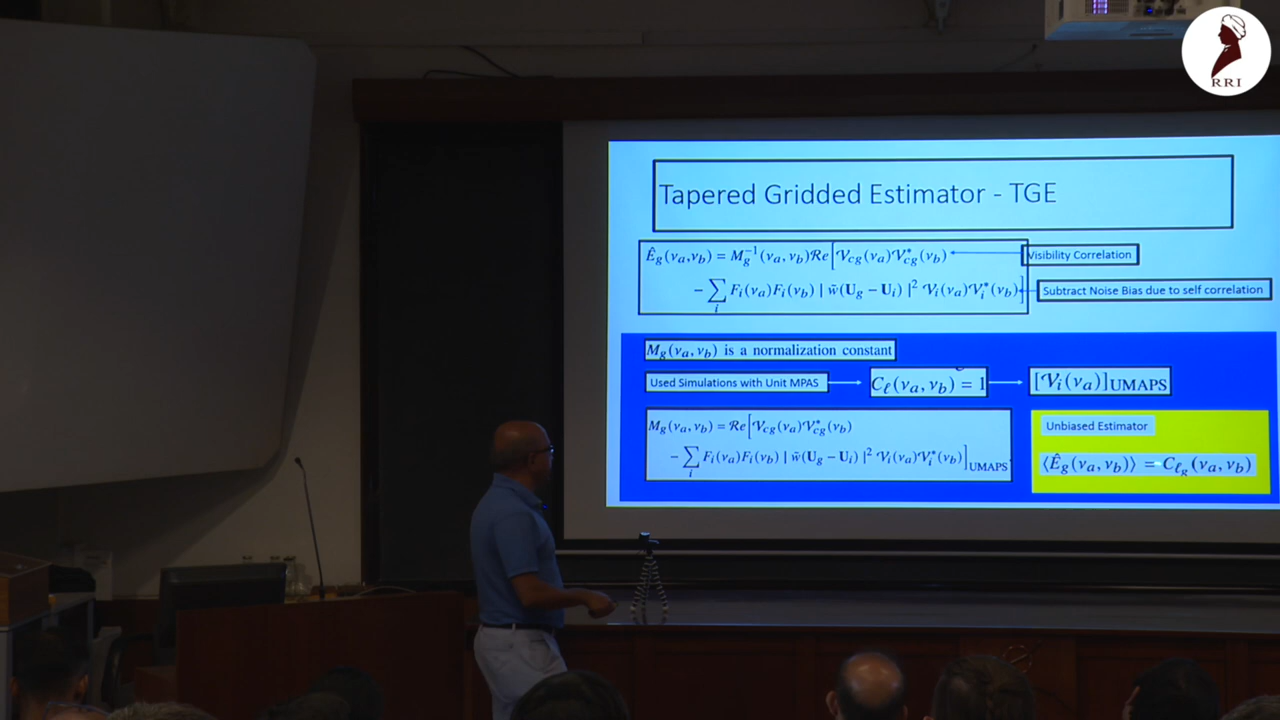 RRI
Tapered Gridded Estimator - TGE
Ê_g(ν_a,ν_b) = M_g^{-1}(ν_a,ν_b) Re[𝒱_cg(ν_a)𝒱*_cg(ν_b)
Visibility Correlation
- ∑_i F_i(ν_a)F_i(ν_b) | w̃(U_g − U_i) |² 𝒱_i(ν_a)𝒱*_i(ν_b)]
Subtract Noise Bias due to self correlation
M_g(ν_a, ν_b) is a normalization constant
Used Simulations with Unit MPAS
C_ℓ(ν_a, ν_b) = 1
[𝒱_i(ν_a)]_UMAPS
M_g(ν_a, ν_b) = Re[𝒱_cg(ν_a)𝒱*_cg(ν_b)
- ∑_i F_i(ν_a)F_i(ν_b) | w̃(U_g − U_i) |² 𝒱_i(ν_a)𝒱*_i(ν_b)]_UMAPS
Unbiased Estimator
⟨Ê_g(ν_a, ν_b)⟩ = C_{ℓ_g}(ν_a, ν_b)